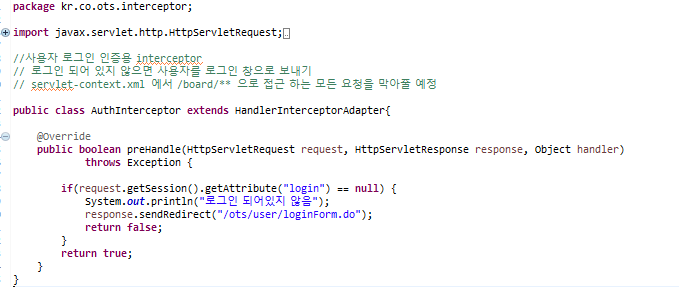 package kr.co.ots.interceptor;
import javax.servlet.http.HttpServletRequest;
//사용자 로그인 인증용 interceptor
// 로그인 되어 있지 않으면 사용자를 로그인 창으로 보내기
// servlet-context.xml 에서 /board/** 으로 접근 하는 모든 요청을 막아줄 예정
public class AuthInterceptor extends HandlerInterceptorAdapter{
@Override
public boolean preHandle(HttpServletRequest request, HttpServletResponse response, Object handler)
throws Exception {
if(request.getSession().getAttribute("login") == null) {
System.out.println("로그인 되어있지 않음");
response.sendRedirect("/ots/user/loginForm.do");
return false;
}
return true;
}
}